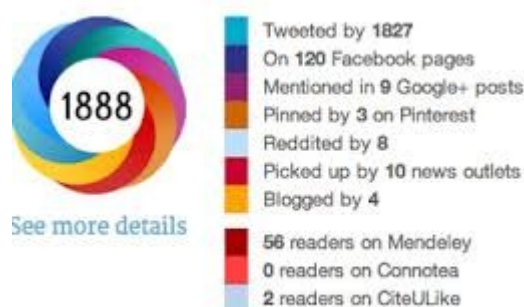 1888
See more details
Tweeted by 1827
On 120 Facebook pages
Mentioned in 9 Google+ posts
Pinned by 3 on Pinterest
Reddited by 8
Picked up by 10 news outlets
Blogged by 4
56 readers on Mendeley
0 readers on Connotea
2 readers on CiteULike